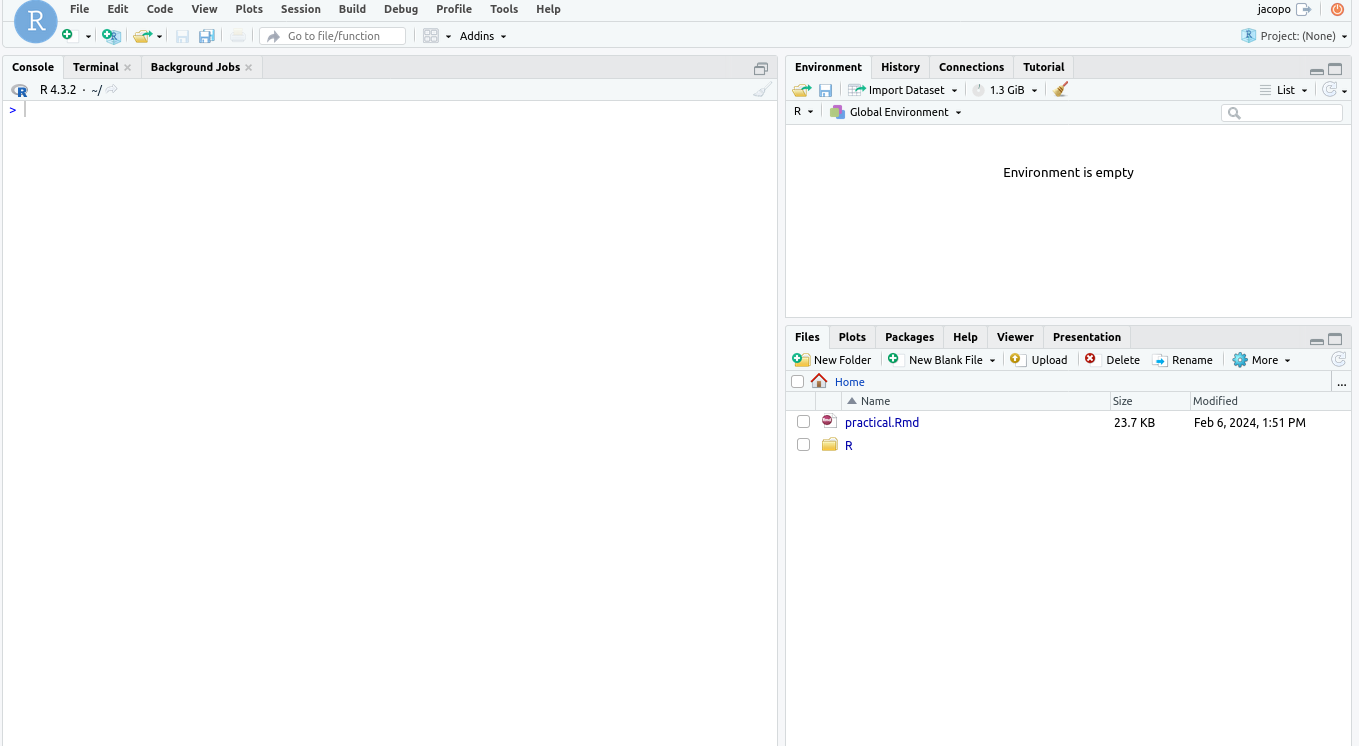 File Edit Code View Plots Session Build Debug Profile Tools Help
jacopo
R
Go to file/function
Addins
Project: (None)
Console Terminal Background Jobs
R 4.3.2 · ~/
>
Environment History Connections Tutorial
Import Dataset 1.3 GiB List
R Global Environment
Environment is empty
Files Plots Packages Help Viewer Presentation
New Folder New Blank File Upload Delete Rename More
Home ...
Name Size Modified
practical.Rmd 23.7 KB Feb 6, 2024, 1:51 PM
R